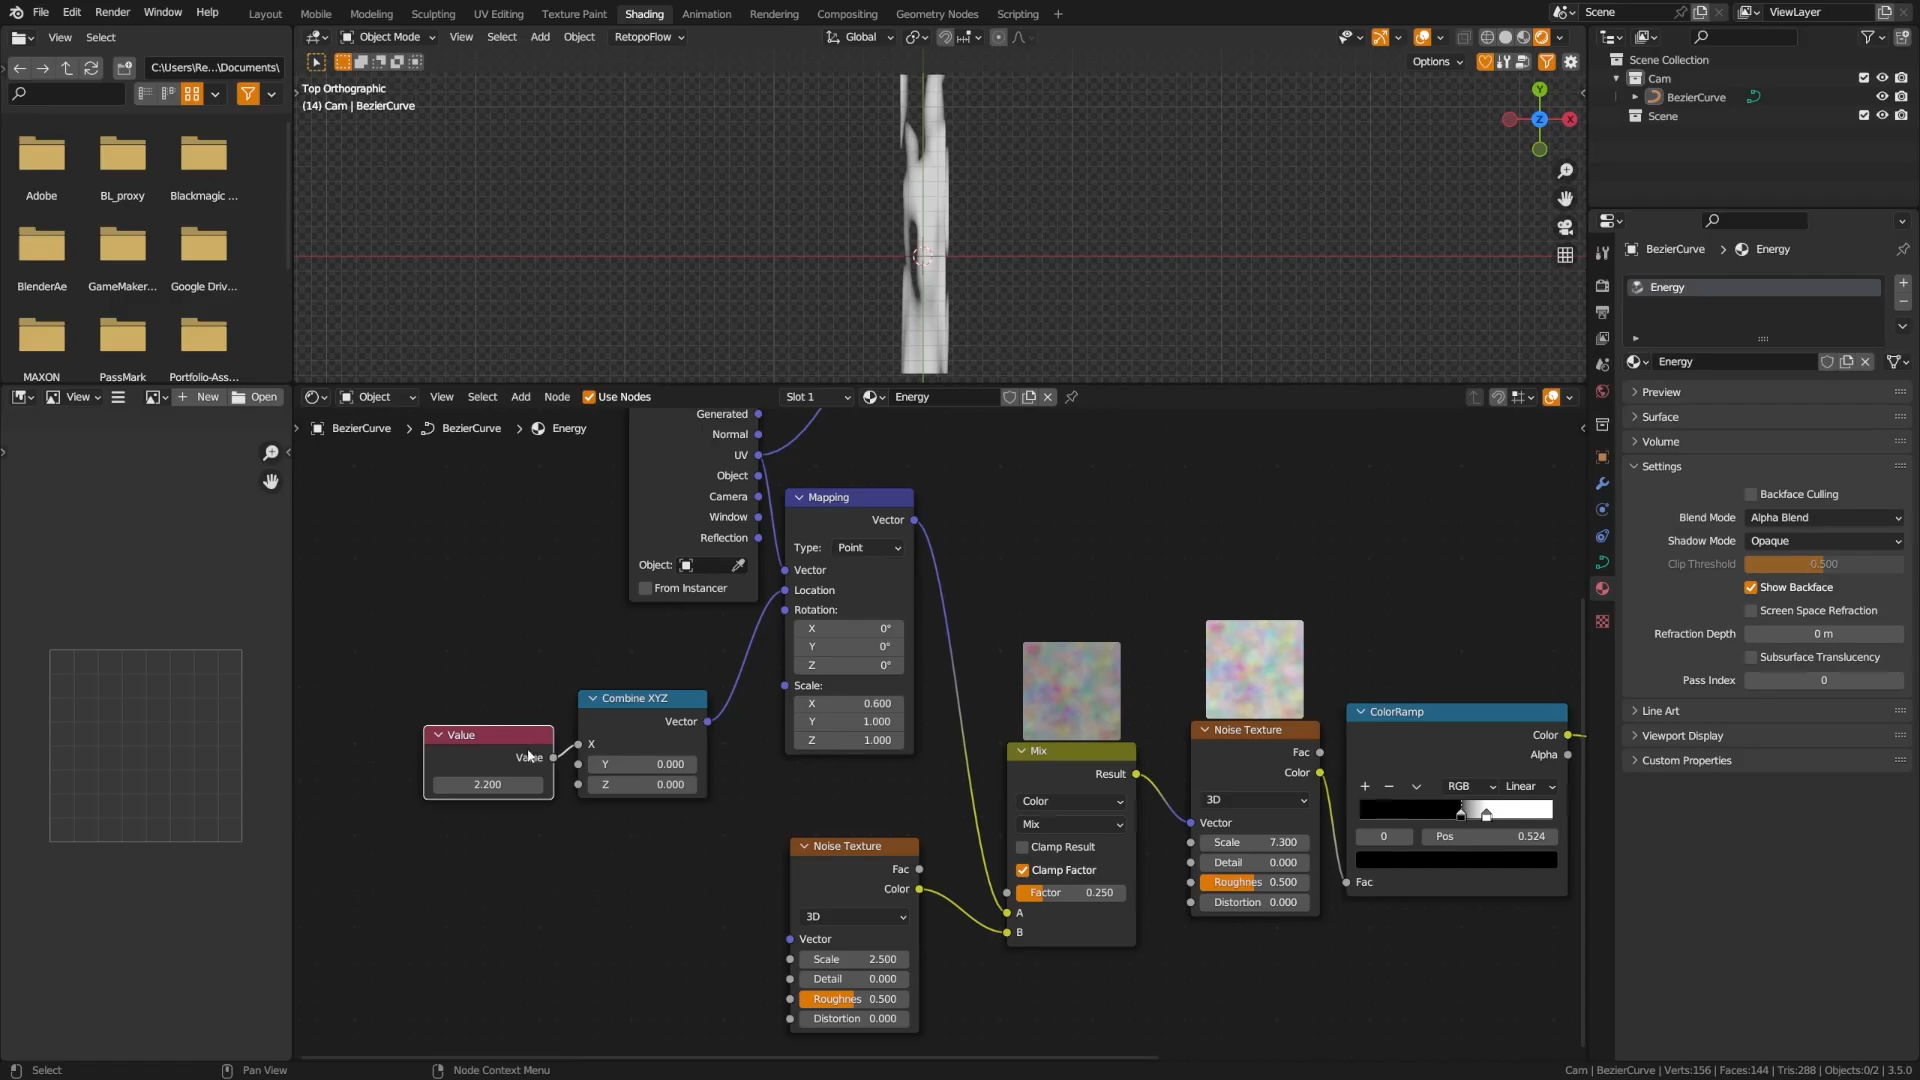 File Edit Render Window Help Layout Mobile Modeling Sculpting UV Editing Texture Paint Shading Animation Rendering Compositing Geometry Nodes Scripting + Scene ViewLayer
View Select
Object Mode View Select Add Object RetopoFlow Global
C:\Users\Re...\Documents\
Options
Top Orthographic
(14) Cam | BezierCurve
Y
Z
X
Adobe BL_proxy Blackmagic ...
BlenderAe GameMaker... Google Driv...
MAXON PassMark Portfolio-Ass...
Scene Collection
Cam
BezierCurve
Scene
BezierCurve > Energy
Energy
Energy
Preview
Surface
Volume
Settings
Backface Culling
Blend Mode Alpha Blend
Shadow Mode Opaque
Clip Threshold 0.500
Show Backface
Screen Space Refraction
Refraction Depth 0 m
Subsurface Translucency
Pass Index 0
Line Art
Viewport Display
Custom Properties
View + New Open
Object View Select Add Node Use Nodes Slot 1 Energy
BezierCurve > BezierCurve > Energy
Generated
Normal
UV
Object
Camera
Window
Reflection
Object:
From Instancer
Mapping
Vector
Type: Point
Vector
Location
Rotation:
X 0°
Y 0°
Z 0°
Scale:
X 0.600
Y 1.000
Z 1.000
Value
Value
2.200
Combine XYZ
Vector
X
Y 0.000
Z 0.000
Noise Texture
Fac
Color
3D
Vector
Scale 2.500
Detail 0.000
Roughnes 0.500
Distortion 0.000
Mix
Result
Color
Mix
Clamp Result
Clamp Factor
Factor 0.250
A
B
Noise Texture
Fac
Color
3D
Vector
Scale 7.300
Detail 0.000
Roughnes 0.500
Distortion 0.000
ColorRamp
Color
Alpha
+ − RGB Linear
0 Pos 0.524
Fac
Select Pan View Node Context Menu Cam | BezierCurve | Verts:156 | Faces:144 | Tris:288 | Objects:0/2 | 3.5.0